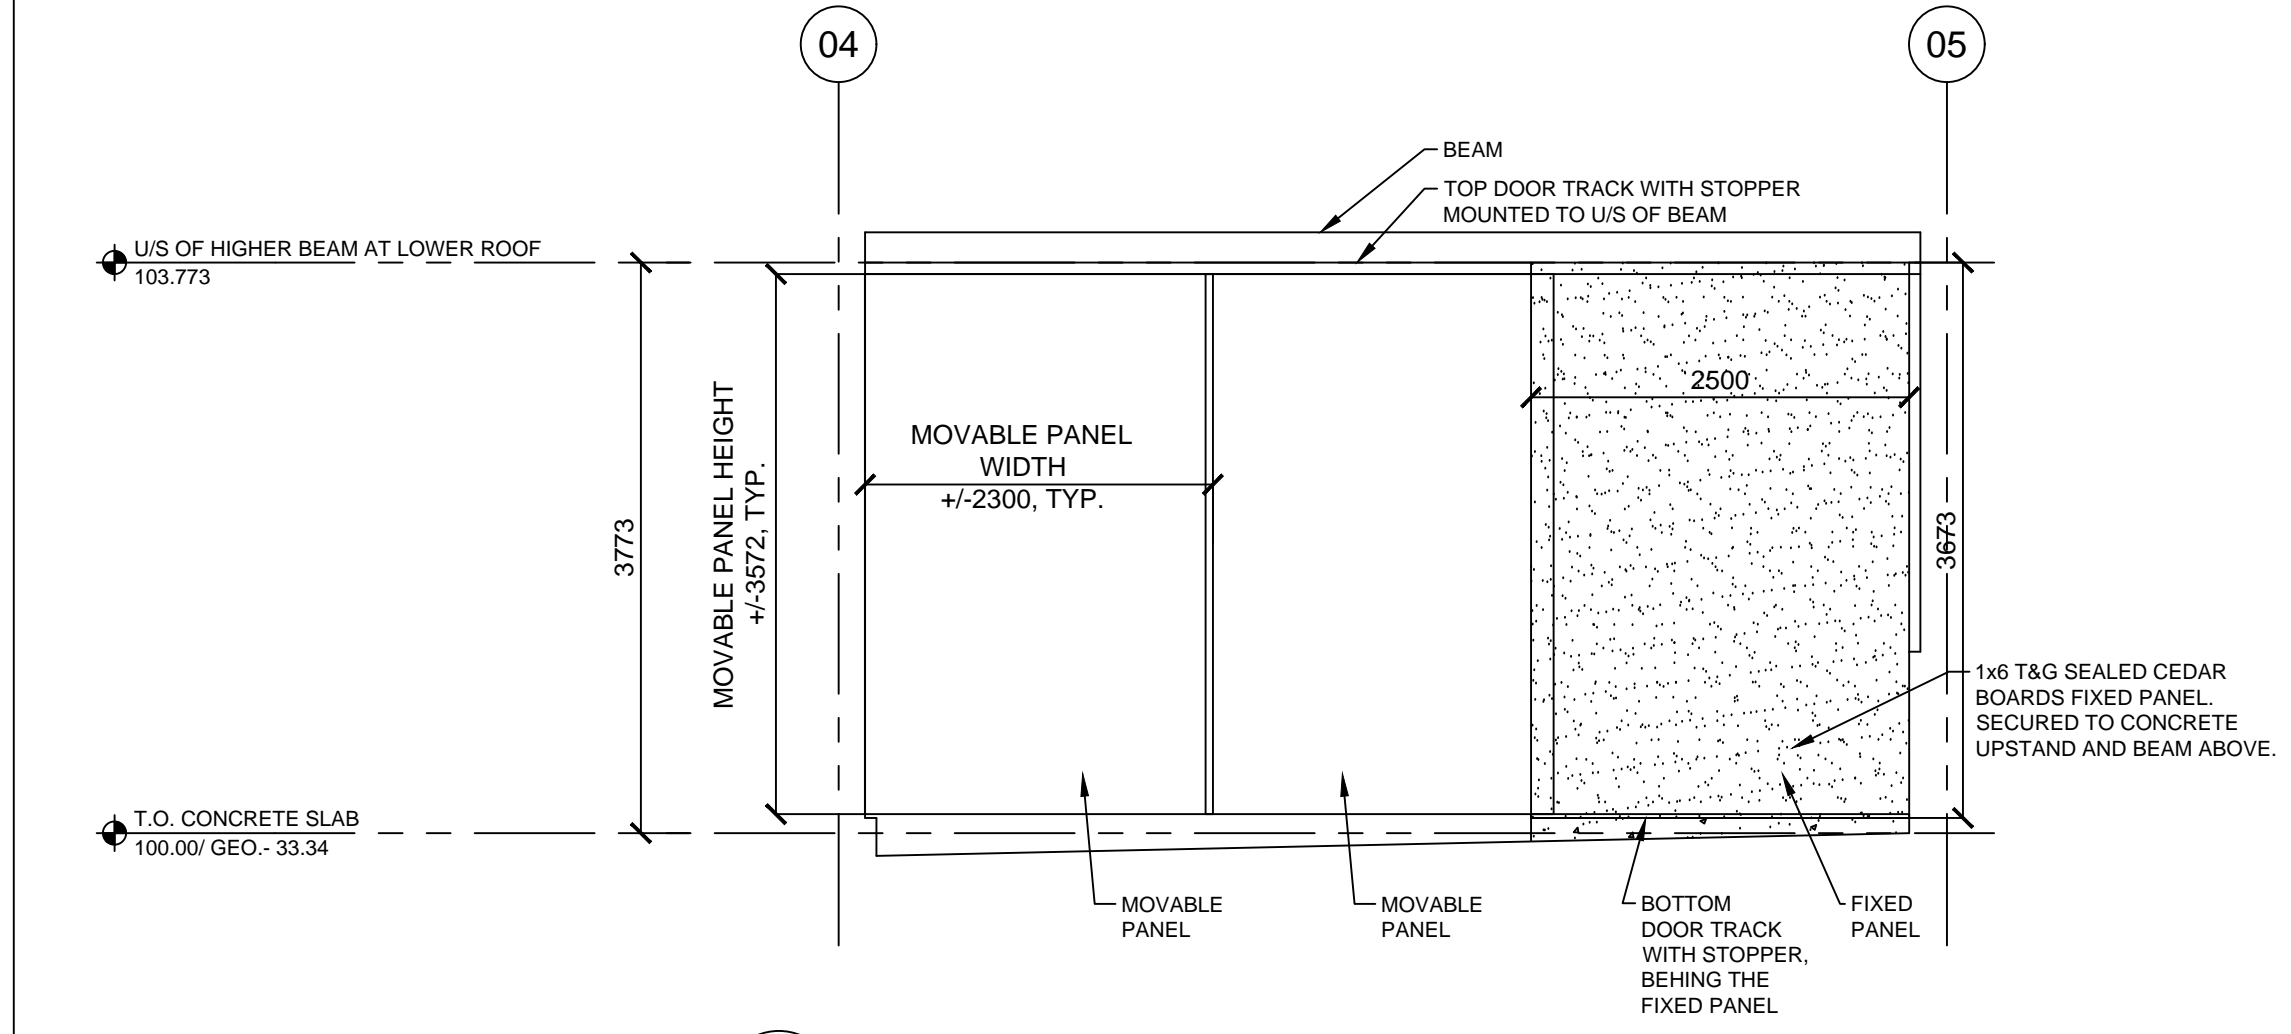 04
05
BEAM
TOP DOOR TRACK WITH STOPPER
MOUNTED TO U/S OF BEAM
U/S OF HIGHER BEAM AT LOWER ROOF
103.773
2500
MOVABLE PANEL
WIDTH
+/-2300, TYP.
MOVABLE PANEL HEIGHT
+/-3572, TYP.
3773
3673
1x6 T&G SEALED CEDAR
BOARDS FIXED PANEL.
SECURED TO CONCRETE
UPSTAND AND BEAM ABOVE.
T.O. CONCRETE SLAB
100.00/ GEO.- 33.34
MOVABLE
PANEL
MOVABLE
PANEL
BOTTOM
DOOR TRACK
WITH STOPPER,
BEHING THE
FIXED PANEL
FIXED
PANEL